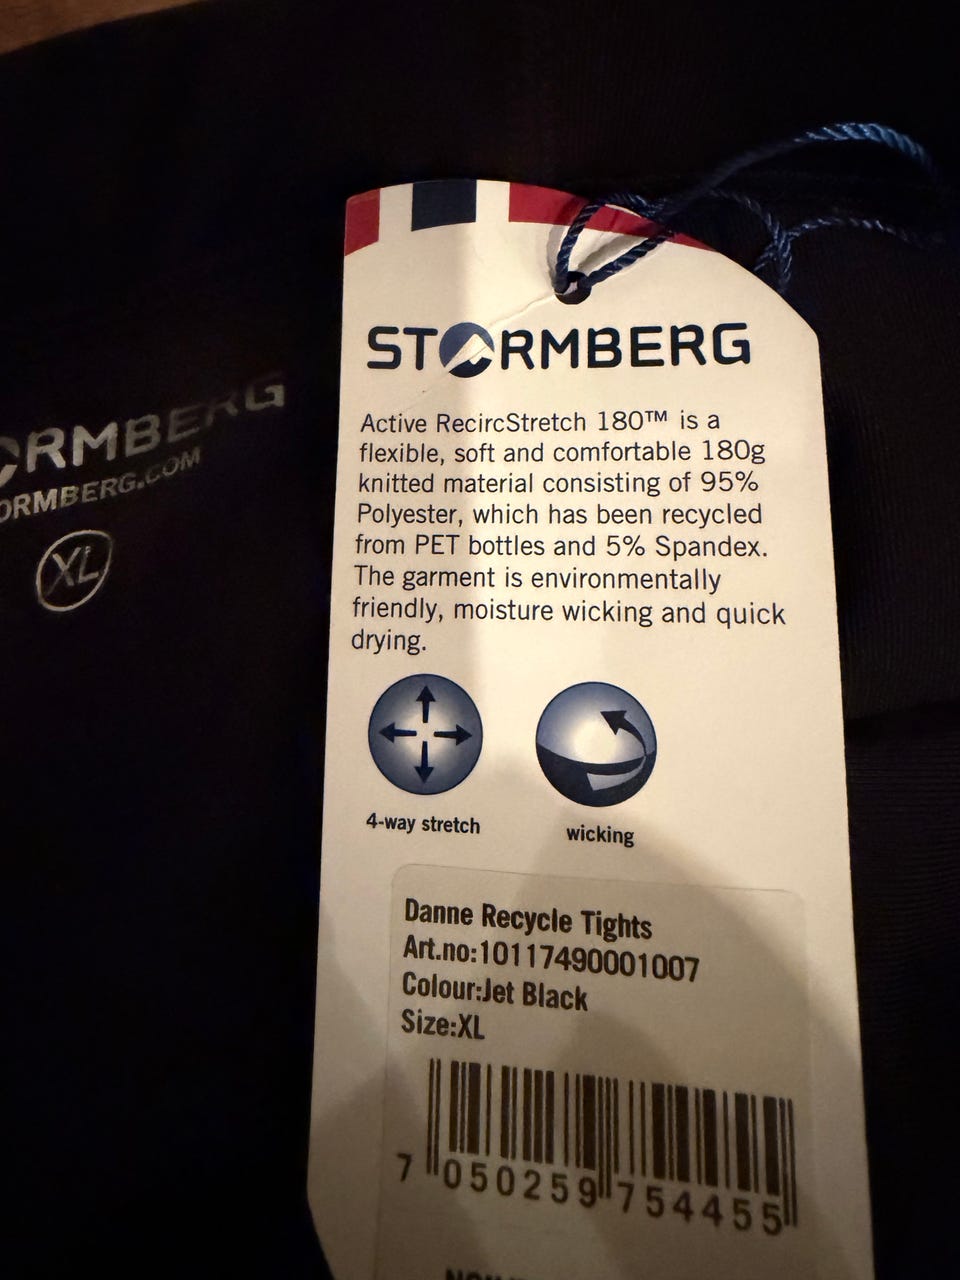 STORMBERG
Active RecircStretch 180™ is a
flexible, soft and comfortable 180g
knitted material consisting of 95%
Polyester, which has been recycled
from PET bottles and 5% Spandex.
The garment is environmentally
friendly, moisture wicking and quick
drying.
4-way stretch
wicking
Danne Recycle Tights
Art.no:10117490001007
Colour:Jet Black
Size:XL
7 050259 754455
ORMBERG
ORMBERG.COM
XL